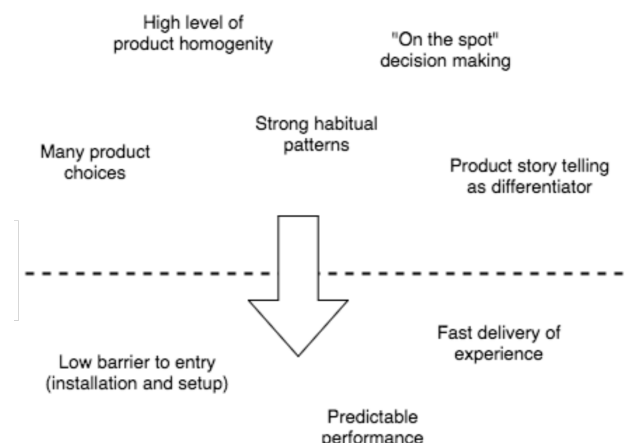 High level of
product homogenity
"On the spot"
decision making
Strong habitual
patterns
Many product
choices
Product story telling
as differentiator
Fast delivery of
experience
Low barrier to entry
(installation and setup)
Predictable
performance